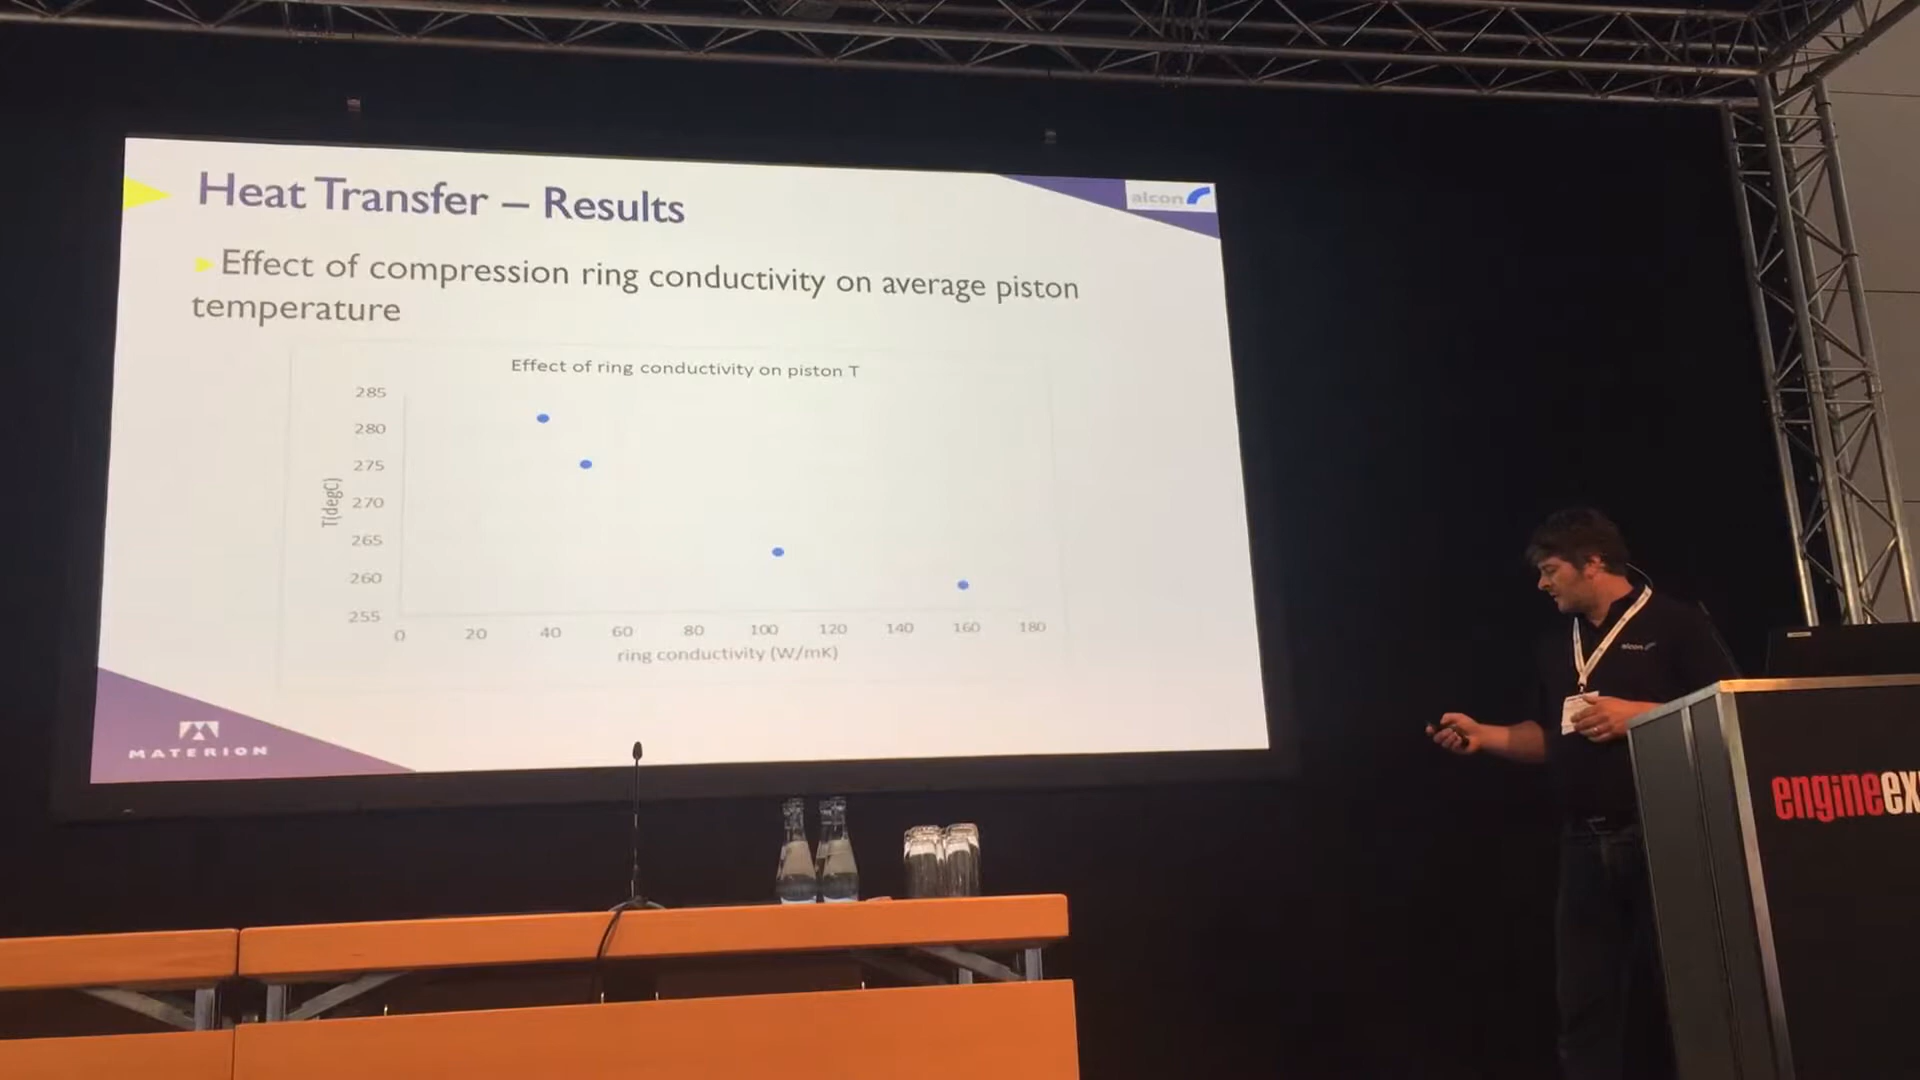 Heat Transfer – Results
alcon
Effect of compression ring conductivity on average piston
temperature
Effect of ring conductivity on piston T
285
280
275
270
265
260
255
T(degC)
0 20 40 60 80 100 120 140 160 180
ring conductivity (W/mK)
MATERION
alcon
engineex